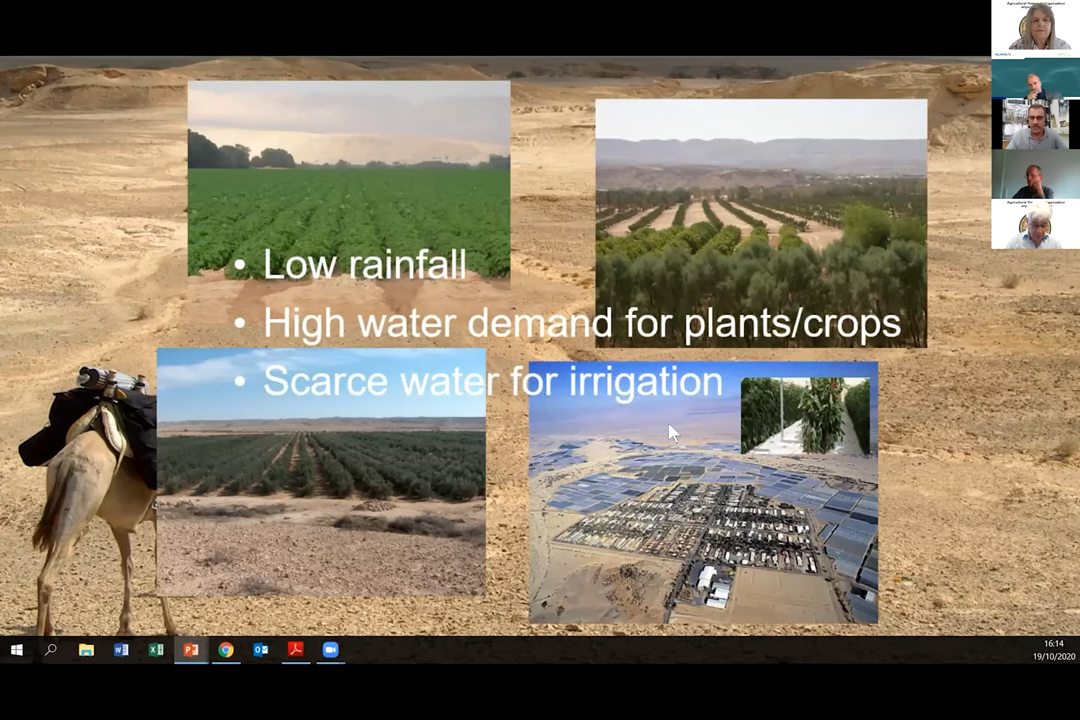 • Low rainfall
• High water demand for plants/crops
• Scarce water for irrigation
16:14
19/10/2020